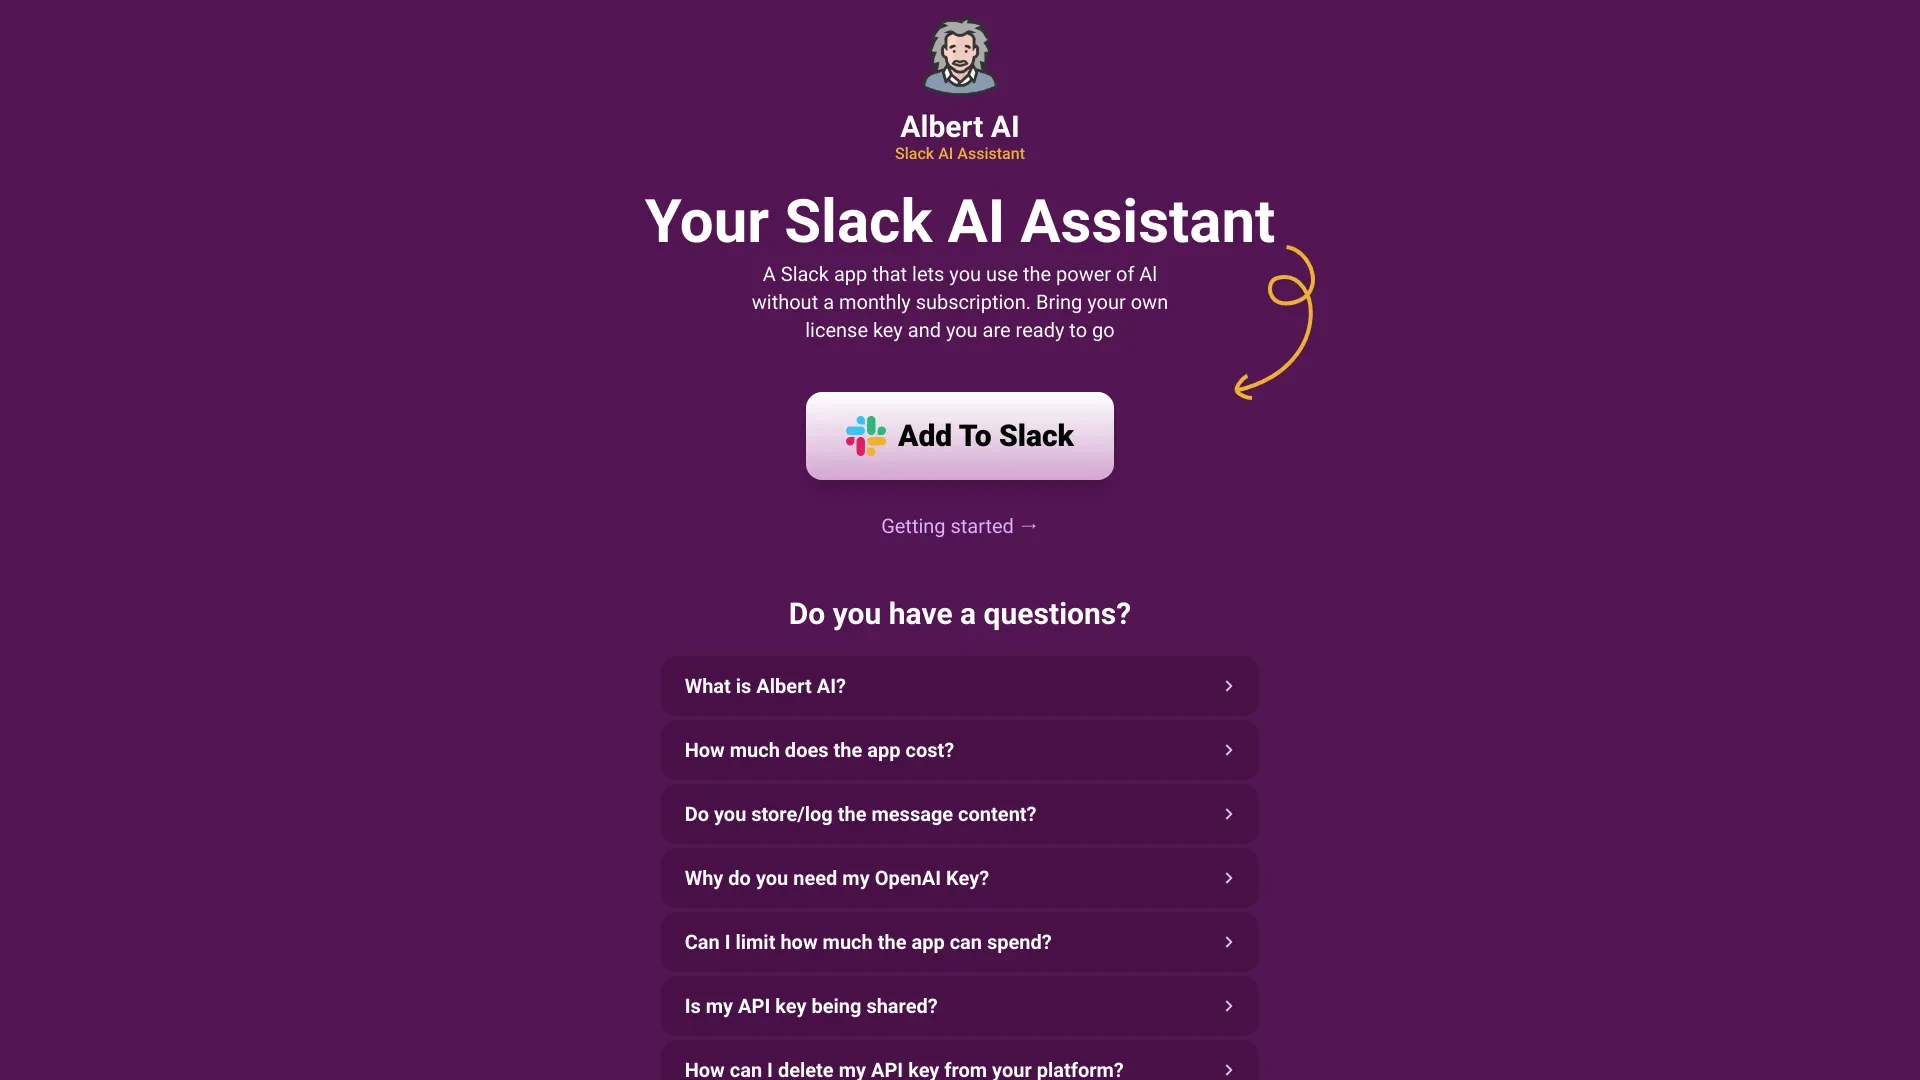 Albert AI
Slack AI Assistant
Your Slack AI Assistant
A Slack app that lets you use the power of AI
without a monthly subscription. Bring your own
license key and you are ready to go
Add To Slack
Getting started →
Do you have a questions?
What is Albert AI?
How much does the app cost?
Do you store/log the message content?
Why do you need my OpenAI Key?
Can I limit how much the app can spend?
Is my API key being shared?
How can I delete my API key from your platform?